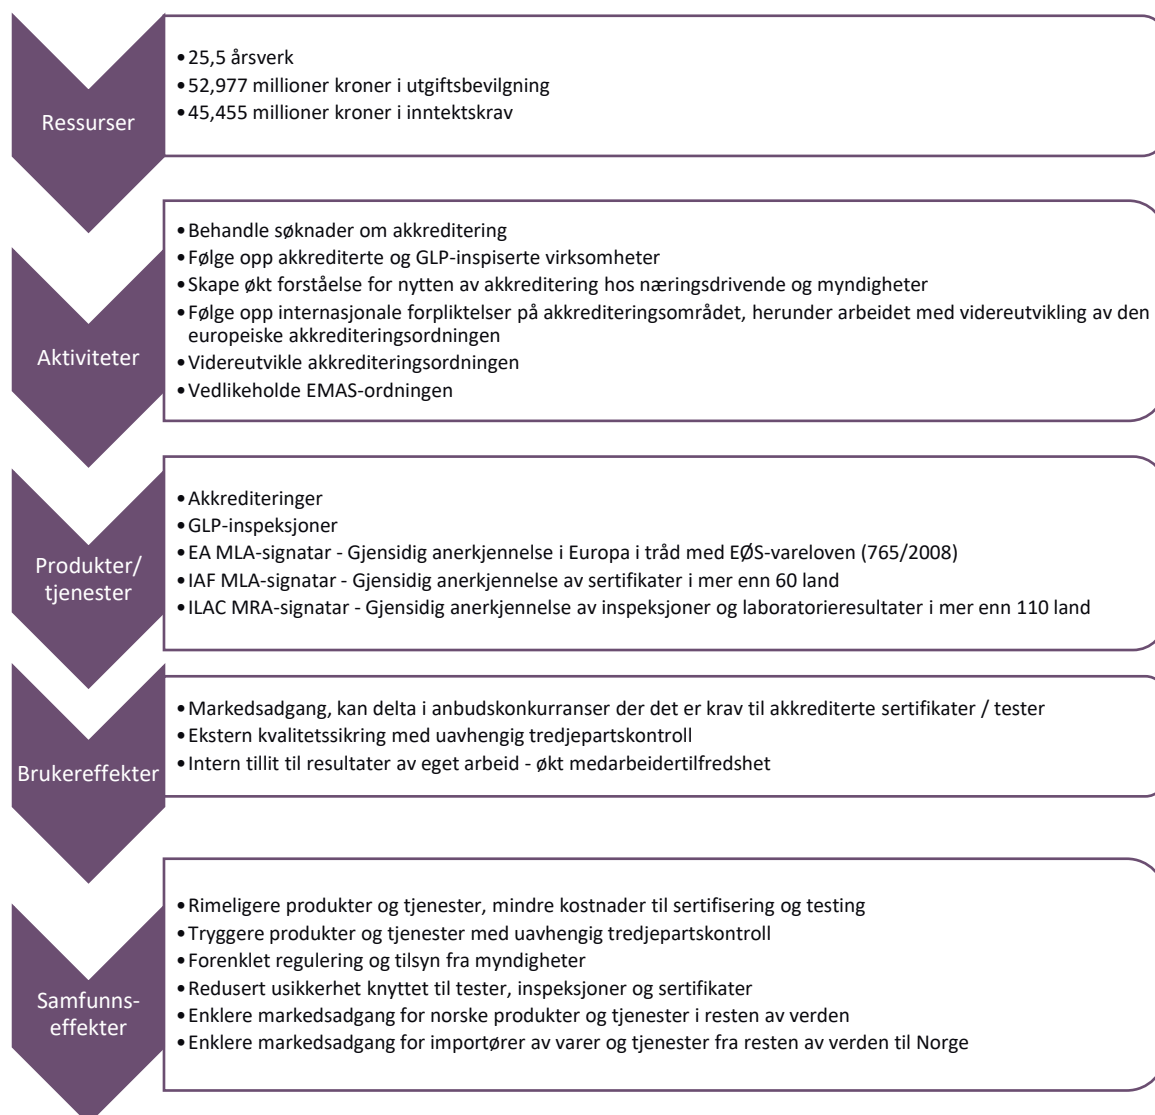 Ressurser
•25,5 årsverk
•52,977 millioner kroner i utgiftsbevilgning
•45,455 millioner kroner i inntektskrav
Aktiviteter
•Behandle søknader om akkreditering
•Følge opp akkrediterte og GLP-inspiserte virksomheter
•Skape økt forståelse for nytten av akkreditering hos næringsdrivende og myndigheter
•Følge opp internasjonale forpliktelser på akkrediteringsområdet, herunder arbeidet med videreutvikling av den
europeiske akkrediteringsordningen
•Videreutvikle akkrediteringsordningen
•Vedlikeholde EMAS-ordningen
Produkter/
tjenester
•Akkrediteringer
•GLP-inspeksjoner
•EA MLA-signatar - Gjensidig anerkjennelse i Europa i tråd med EØS-vareloven (765/2008)
•IAF MLA-signatar - Gjensidig anerkjennelse av sertifikater i mer enn 60 land
•ILAC MRA-signatar - Gjensidig anerkjennelse av inspeksjoner og laboratorieresultater i mer enn 110 land
Brukereffekter
•Markedsadgang, kan delta i anbudskonkurranser der det er krav til akkrediterte sertifikater / tester
•Ekstern kvalitetssikring med uavhengig tredjepartskontroll
•Intern tillit til resultater av eget arbeid - økt medarbeidertilfredshet
Samfunns-
effekter
•Rimeligere produkter og tjenester, mindre kostnader til sertifisering og testing
•Tryggere produkter og tjenester med uavhengig tredjepartskontroll
•Forenklet regulering og tilsyn fra myndigheter
•Redusert usikkerhet knyttet til tester, inspeksjoner og sertifikater
•Enklere markedsadgang for norske produkter og tjenester i resten av verden
•Enklere markedsadgang for importører av varer og tjenester fra resten av verden til Norge